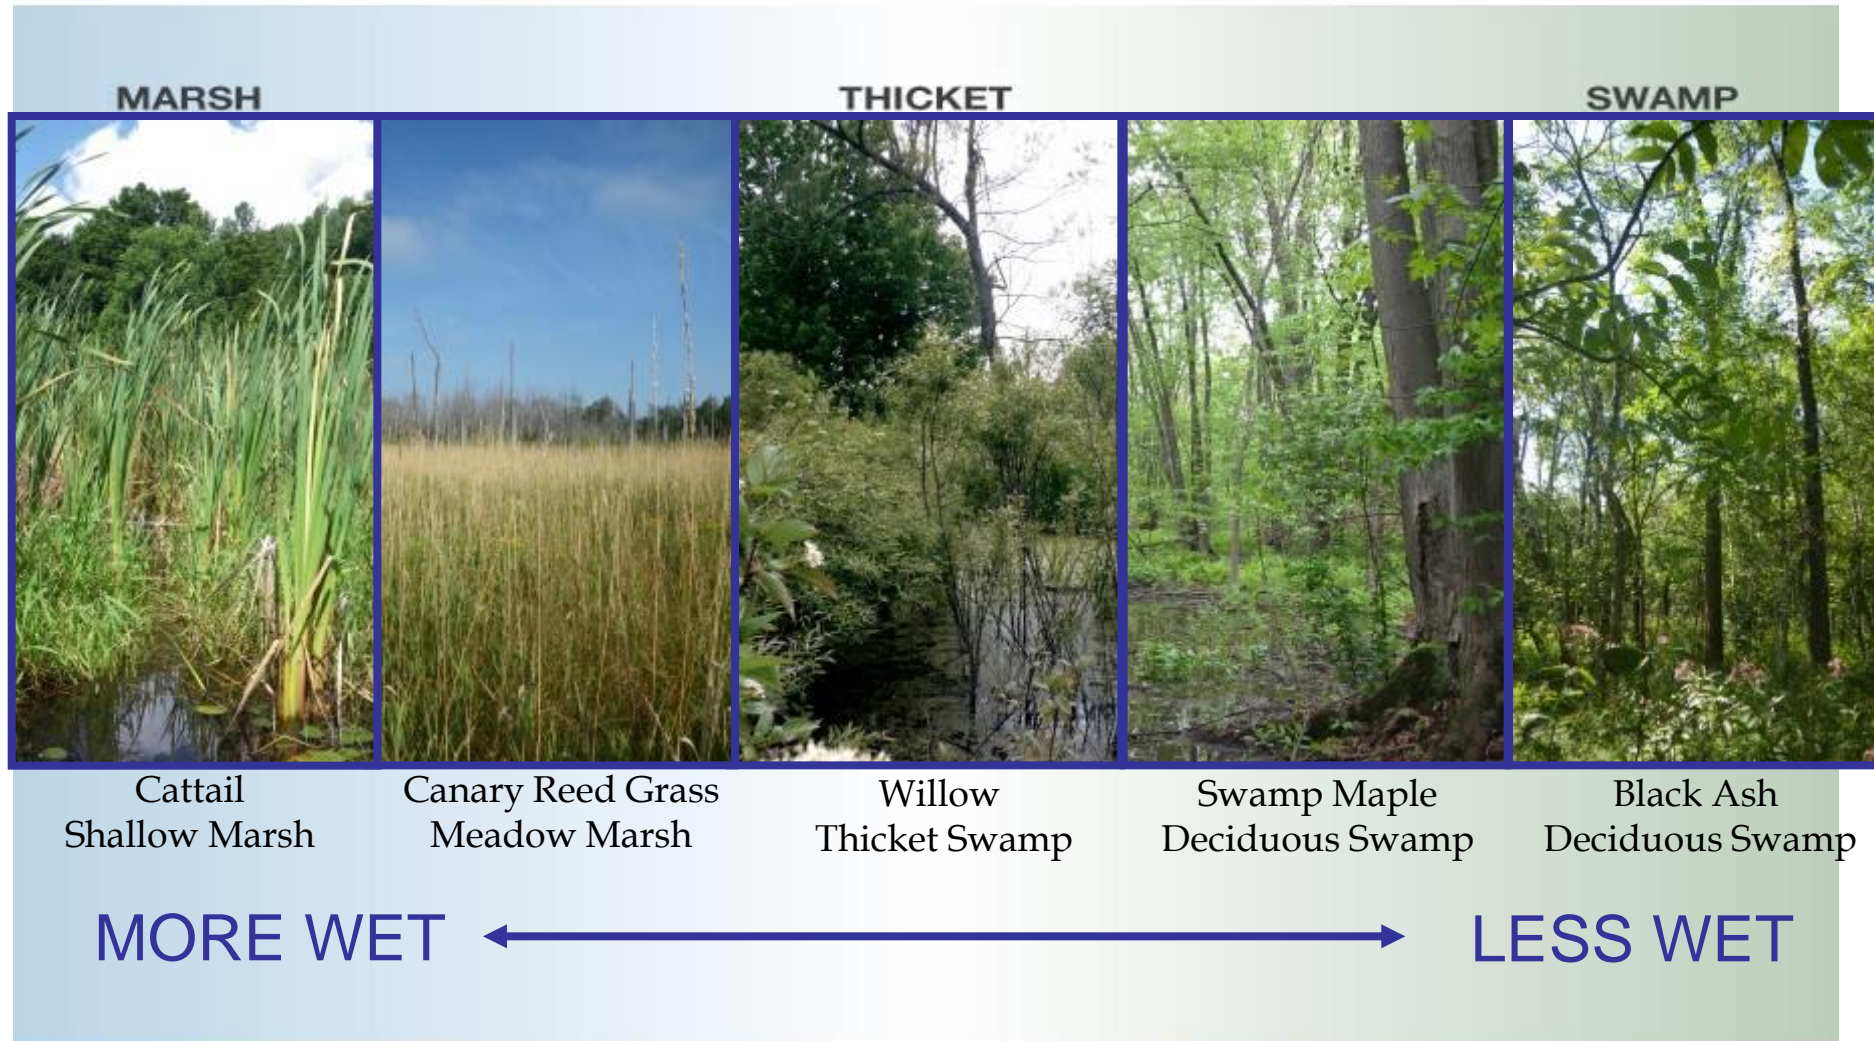 MARSH
THICKET
SWAMP
Cattail
Shallow Marsh
Canary Reed Grass
Meadow Marsh
Willow
Thicket Swamp
Swamp Maple
Deciduous Swamp
Black Ash
Deciduous Swamp
MORE WET
LESS WET